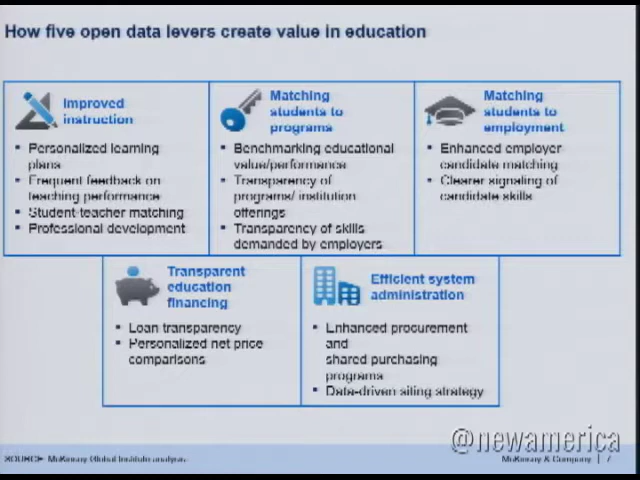 How five open data levers create value in education
Improved
instruction
Personalized learning
plans
Frequent feedback on
teaching performance
Student-teacher matching
Professional development
Matching
students to
programs
Benchmarking educational
value/performance
Transparency of
programs/ institution
offerings
Transparency of skills
demanded by employers
Matching
students to
employment
Enhanced employer
candidate matching
Clearer signaling of
candidate skills
Transparent
education
financing
Loan transparency
Personalized net price
comparisons
Efficient system
administration
Enhanced procurement
and
shared purchasing
programs
Data-driven siting strategy
@newamerica
SOURCE: McKinsey Global Institute analysis
McKinsey & Company | 7